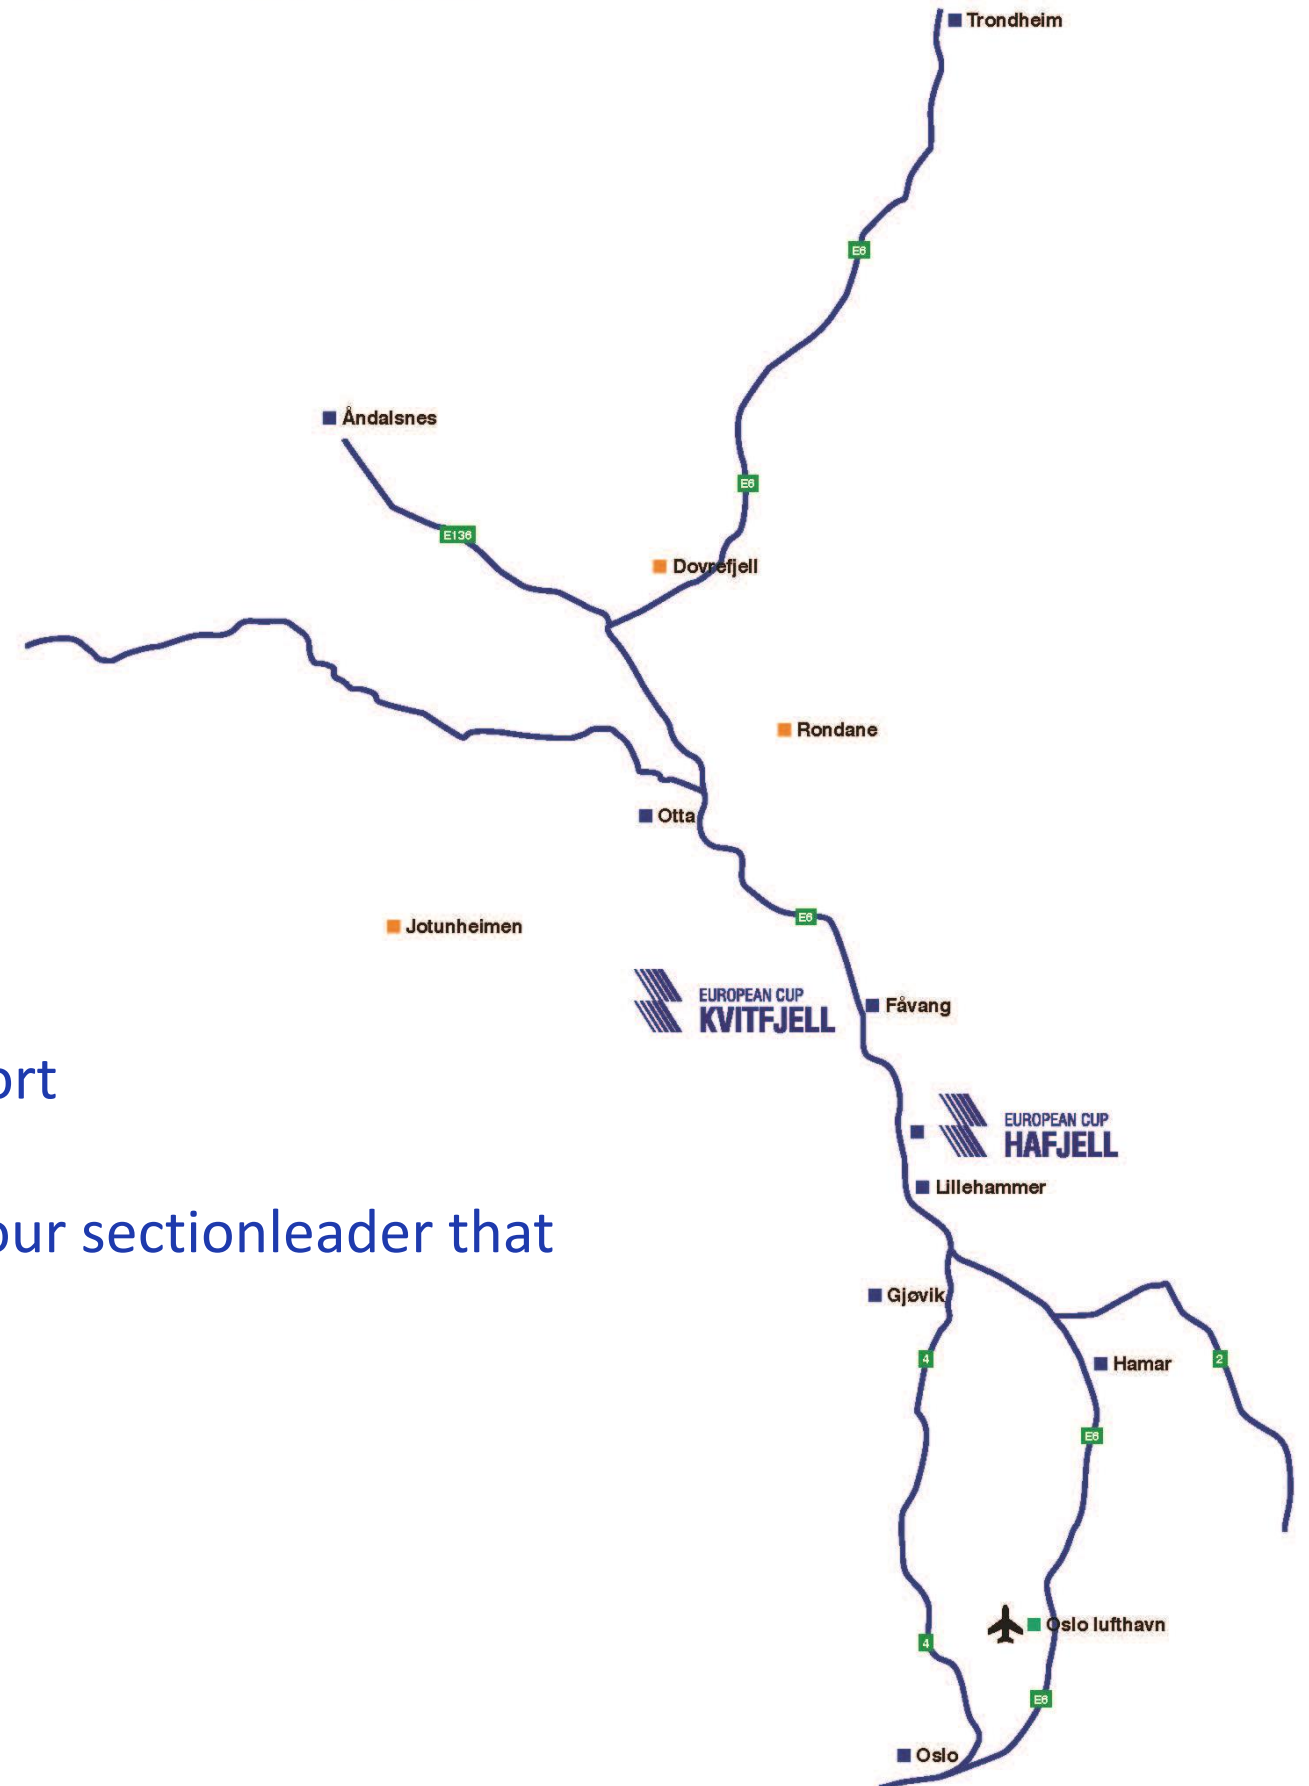 Trondheim
E6
Åndalsnes
E6
E136
Dovrefjell
Rondane
Otta
E6
Jotunheimen
EUROPEAN CUP
KVITFJELL
Fåvang
ort
EUROPEAN CUP
HAFJELL
Lillehammer
our sectionleader that
Gjøvik
4
Hamar
2
E6
Oslo lufthavn
4
E6
Oslo